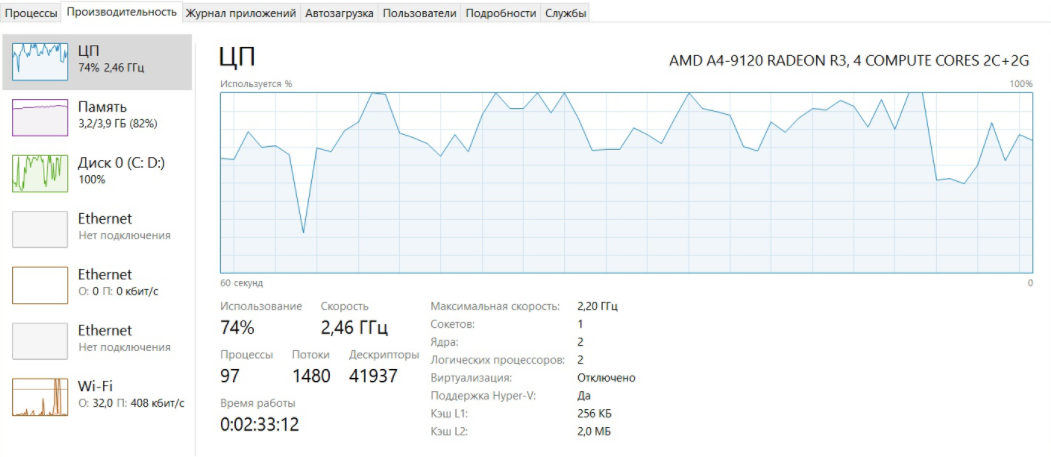 Процессы Производительность Журнал приложений Автозагрузка Пользователи Подробности Службы
ЦП
74% 2,46 ГГц
Память
3,2/3,9 ГБ (82%)
Диск 0 (C: D:)
100%
Ethernet
Нет подключения
Ethernet
О: 0 П: 0 кбит/с
Ethernet
Нет подключения
Wi-Fi
О: 32,0 П: 408 кбит/с
ЦП
AMD A4-9120 RADEON R3, 4 COMPUTE CORES 2C+2G
Используется %
100%
60 секунд
0
Использование Скорость
74% 2,46 ГГц
Процессы Потоки Дескрипторы
97 1480 41937
Время работы
0:02:33:12
Максимальная скорость: 2,20 ГГц
Сокетов: 1
Ядра: 2
Логических процессоров: 2
Виртуализация: Отключено
Поддержка Hyper-V: Да
Кэш L1: 256 КБ
Кэш L2: 2,0 МБ